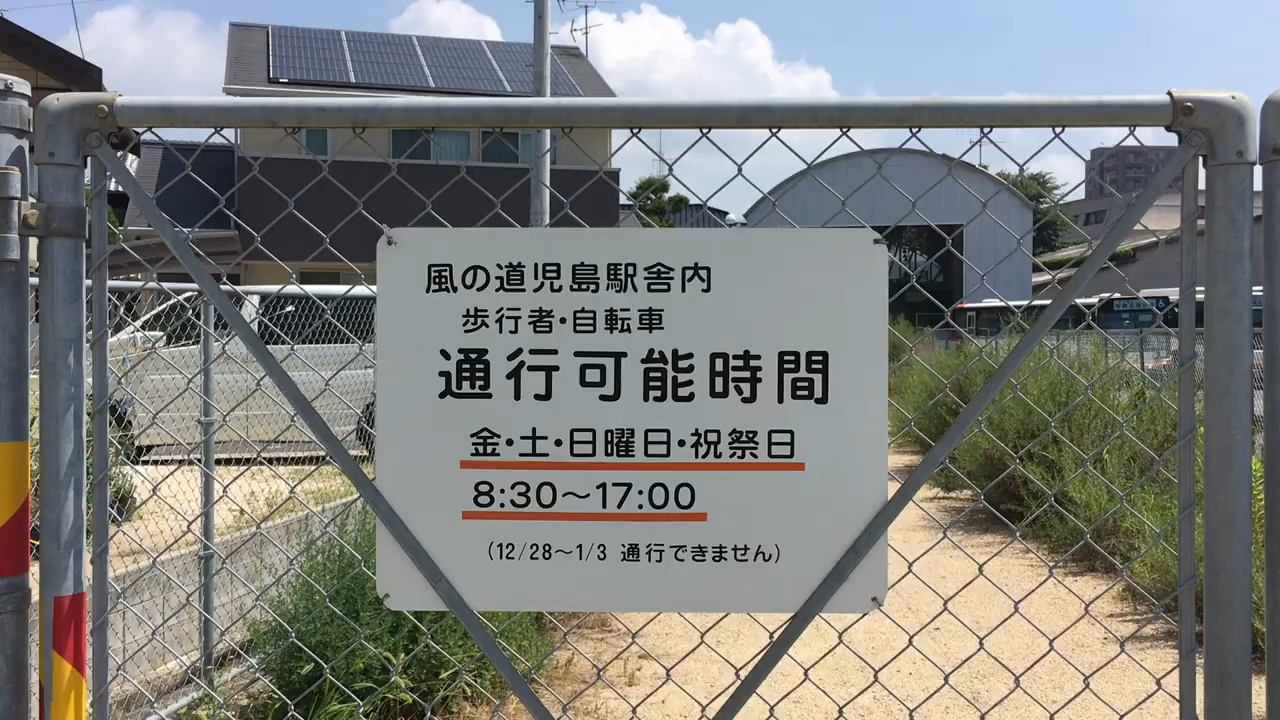 風の道児島駅舎内
歩行者・自転車
通行可能時間
金・土・日曜日・祝祭日
8:30～17:00
（12/28～1/3 通行できません）